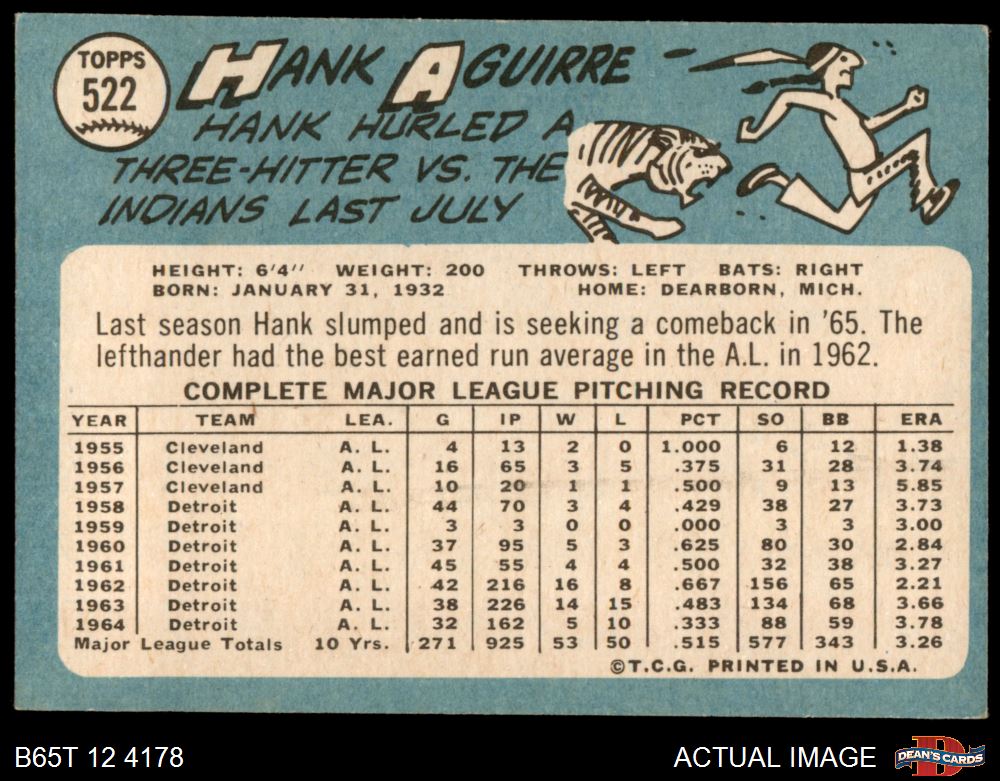 TOPPS
522
HANK AGUIRRE
HANK HURLED A
THREE-HITTER VS. THE
INDIANS LAST JULY
HEIGHT: 6'4" WEIGHT: 200 THROWS: LEFT BATS: RIGHT
BORN: JANUARY 31, 1932 HOME: DEARBORN, MICH.
Last season Hank slumped and is seeking a comeback in '65. The
lefthander had the best earned run average in the A.L. in 1962.
COMPLETE MAJOR LEAGUE PITCHING RECORD
YEAR TEAM LEA. G IP W L PCT SO BB ERA
1955 Cleveland A. L. 4 13 2 0 1.000 6 12 1.38
1956 Cleveland A. L. 16 65 3 5 .375 31 28 3.74
1957 Cleveland A. L. 10 20 1 1 .500 9 13 5.85
1958 Detroit A. L. 44 70 3 4 .429 38 27 3.73
1959 Detroit A. L. 3 3 0 0 .000 3 3 3.00
1960 Detroit A. L. 37 95 5 3 .625 80 30 2.84
1961 Detroit A. L. 45 55 4 4 .500 32 38 3.27
1962 Detroit A. L. 42 216 16 8 .667 156 65 2.21
1963 Detroit A. L. 38 226 14 15 .483 134 68 3.66
1964 Detroit A. L. 32 162 5 10 .333 88 59 3.78
Major League Totals 10 Yrs. 271 925 53 50 .515 577 343 3.26
©T.C.G. PRINTED IN U.S.A.
B65T 12 4178
ACTUAL IMAGE
D
DEAN'S CARDS